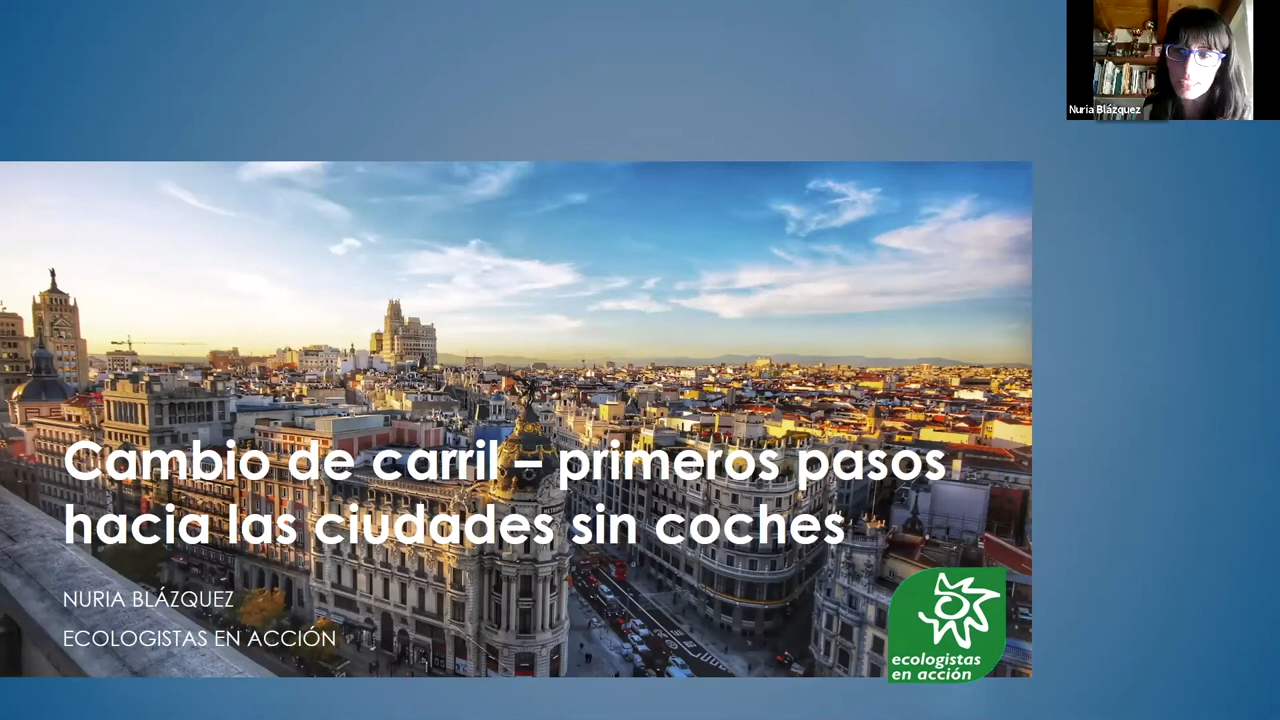 Nuria Blázquez
Cambio de carril – primeros pasos
hacia las ciudades sin coches
NURIA BLÁZQUEZ
ECOLOGISTAS EN ACCIÓN
ecologistas
en acción